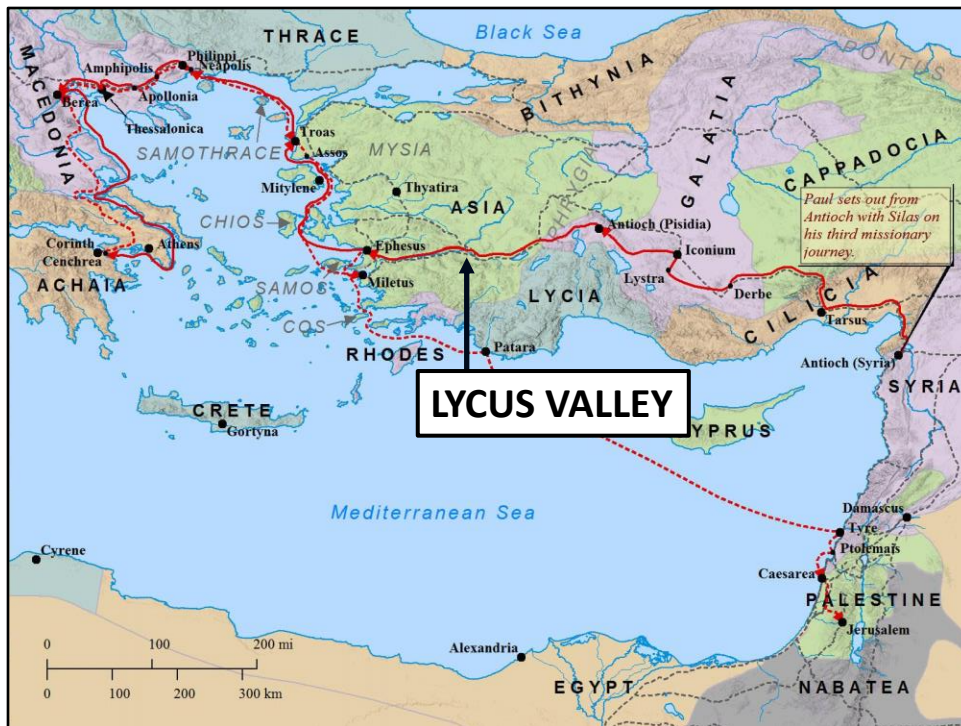 THRACE
Black Sea
MACEDONIA
Philippi
Neapolis
Amphipolis
Apollonia
Berea
Thessalonica
BITHYNIA
PONTUS
GALATIA
CAPPADOCIA
SAMOTHRACE
Troas
Assos
MYSIA
Mitylene
Thyatira
ASIA
PHRYGIA
CHIOS
Antioch (Pisidia)
Paul sets out from
Antioch with Silas on
his third missionary
journey.
Corinth
Cenchrea
Athens
ACHAIA
Ephesus
Iconium
Lystra
Derbe
SAMOS
Miletus
LYCIA
CILICIA
Tarsus
COS
RHODES
Patara
Antioch (Syria)
SYRIA
LYCUS VALLEY
CRETE
Gortyna
YPRUS
Mediterranean Sea
Damascus
Tyre
Ptolemais
Cyrene
Caesarea
PALESTINE
Jerusalem
0 100 200 mi
0 100 200 300 km
Alexandria
EGYPT
NABATEA